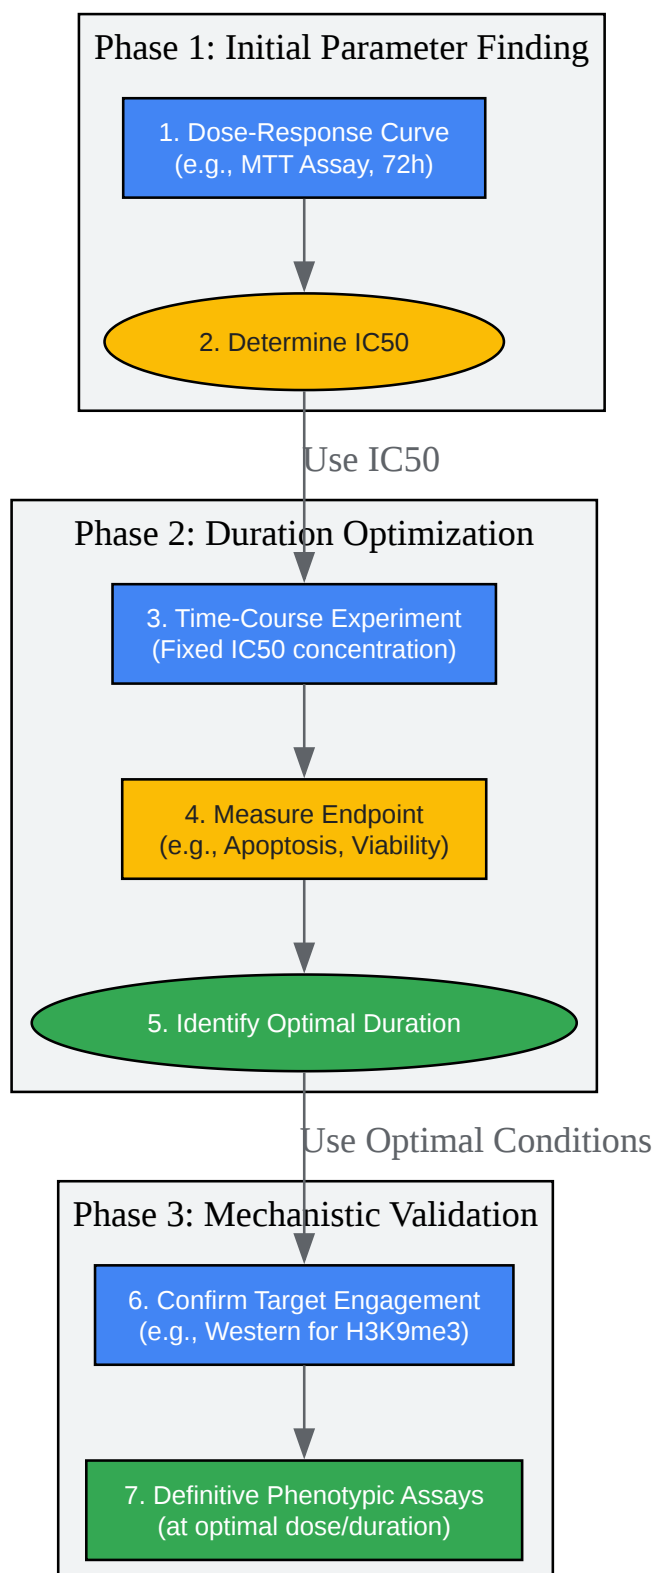 Phase 1: Initial Parameter Finding
1. Dose-Response Curve
(e.g., MTT Assay, 72h)
2. Determine IC50
Use IC50
Phase 2: Duration Optimization
3. Time-Course Experiment
(Fixed IC50 concentration)
4. Measure Endpoint
(e.g., Apoptosis, Viability)
5. Identify Optimal Duration
Use Optimal Conditions
Phase 3: Mechanistic Validation
6. Confirm Target Engagement
(e.g., Western for H3K9me3)
7. Definitive Phenotypic Assays
(at optimal dose/duration)